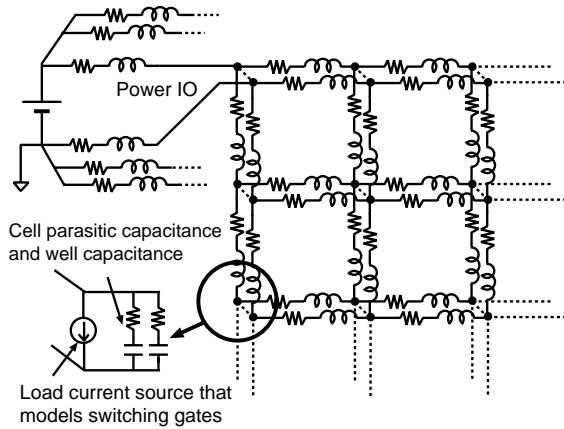 Power IO
Cell parasitic capacitance
and well capacitance
Load current source that
models switching gates